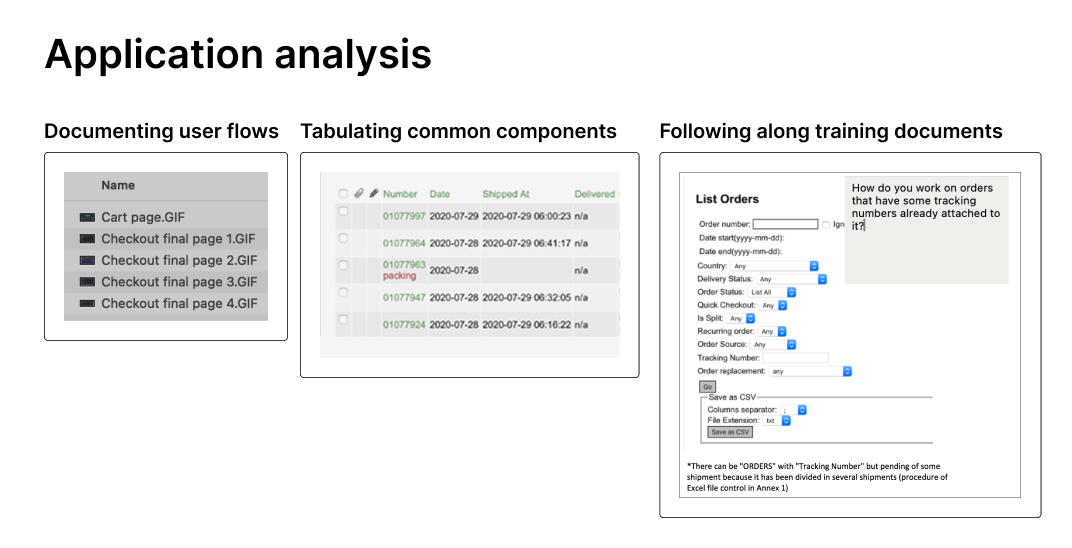 Application analysis
Documenting user flows
Name
Cart page.GIF
Checkout final page 1.GIF
Checkout final page 2.GIF
Checkout final page 3.GIF
Checkout final page 4.GIF
Tabulating common components
Number Date Shipped At Delivered
01077997 2020-07-29 2020-07-29 06:00:23 n/a
01077964 2020-07-28 2020-07-29 06:41:17 n/a
01077963 2020-07-28 n/a
packing
01077947 2020-07-28 2020-07-29 06:32:05 n/a
01077924 2020-07-28 2020-07-29 06:16:22 n/a
Following along training documents
List Orders
Order number: Ign
Date start(yyyy-mm-dd):
Date end(yyyy-mm-dd):
Country: Any
Delivery Status: Any
Order Status: List All
Quick Checkout: Any
Is Split: Any
Recurring order: Any
Order Source: Any
Tracking Number:
Order replacement: any
Go
Save as CSV
Columns separator: ;
File Extension: txt
Save as CSV
How do you work on orders
that have some tracking
numbers already attached to
it?
*There can be "ORDERS" with "Tracking Number" but pending of some
shipment because it has been divided in several shipments (procedure of
Excel file control in Annex 1)